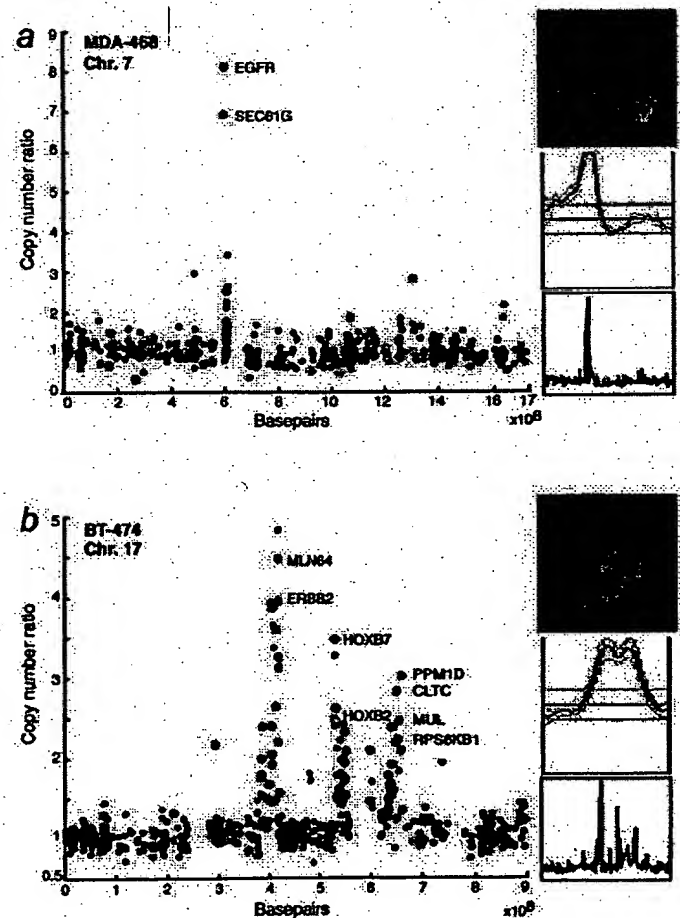 a
MDA-468
Chr. 7
EGFR
SEC61G
Copy number ratio
9
8
7
6
5
4
3
2
1
0
0 2 4 6 8 10 12 14 16 17
Basepairs
x10⁸
b
BT-474
Chr. 17
MLN64
ERBB2
HOXB7
PPM1D
CLTC
HOXB2
MUL
RPS6KB1
Copy number ratio
5
4
3
2
1
0.5
0 1 2 3 4 5 6 7 8 9
Basepairs
x10⁸